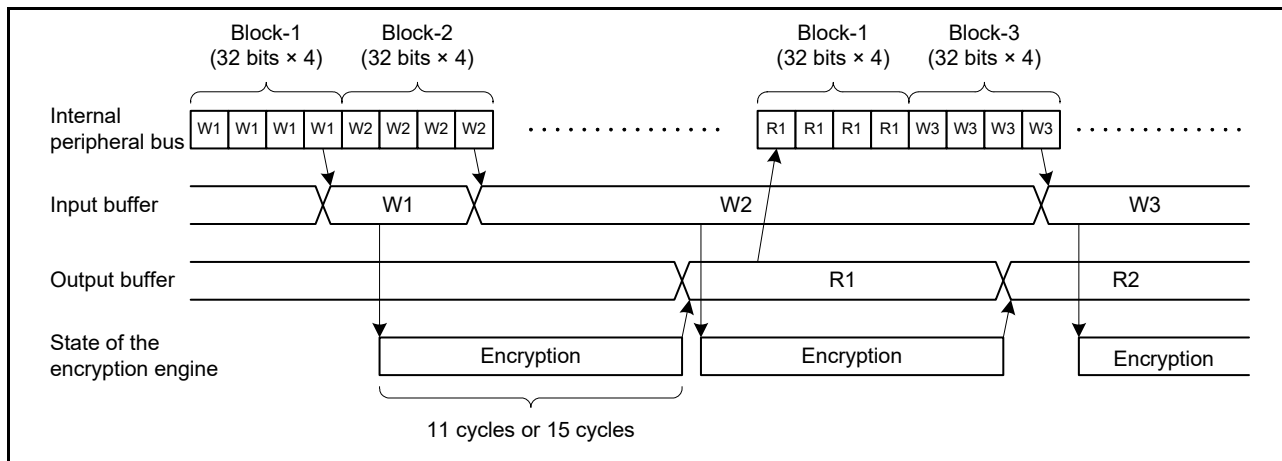 Block-1
(32 bits × 4)
Block-2
(32 bits × 4)
Block-1
(32 bits × 4)
Block-3
(32 bits × 4)
Internal
peripheral bus
W1 W1 W1 W1 W2 W2 W2 W2 R1 R1 R1 R1 W3 W3 W3 W3
Input buffer
W1 W2 W3
Output buffer
R1 R2
State of the
encryption engine
Encryption Encryption Encryption
11 cycles or 15 cycles